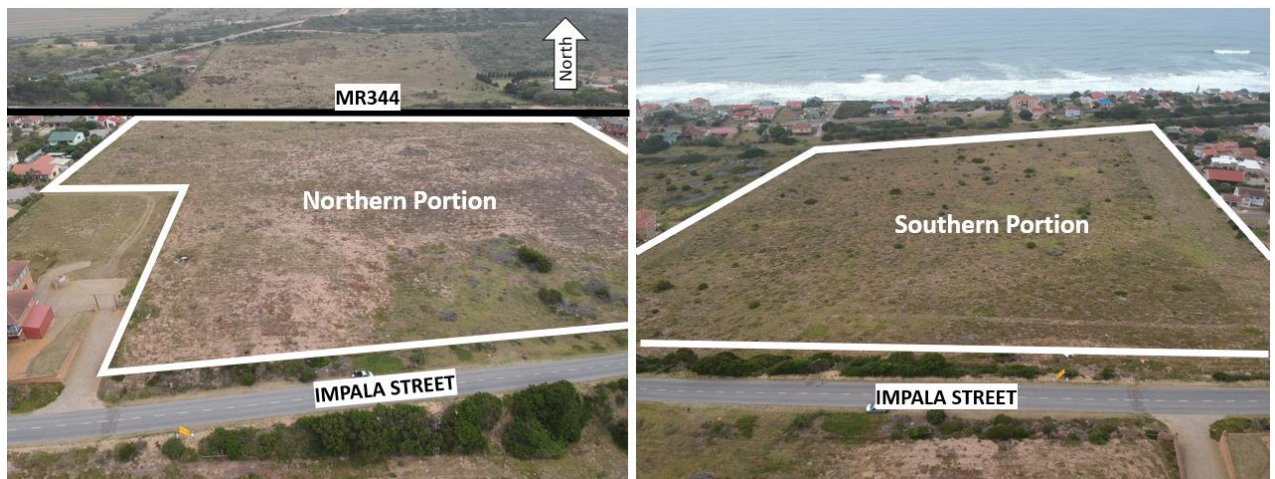 North
MR344
Northern Portion
IMPALA STREET
Southern Portion
IMPALA STREET